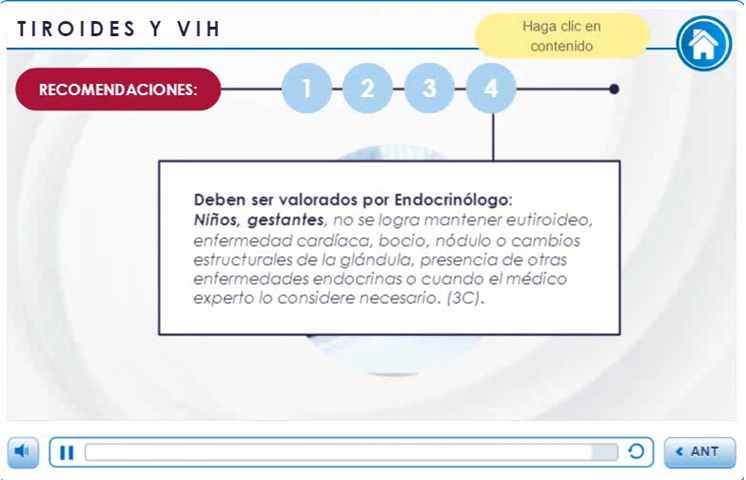 TIROIDES Y VIH
Haga clic en
contenido
RECOMENDACIONES:
1
2
3
4
Deben ser valorados por Endocrinólogo:
Niños, gestantes, no se logra mantener eutiroideo,
enfermedad cardíaca, bocio, nódulo o cambios
estructurales de la glándula, presencia de otras
enfermedades endocrinas o cuando el médico
experto lo considere necesario. (3C).
ANT